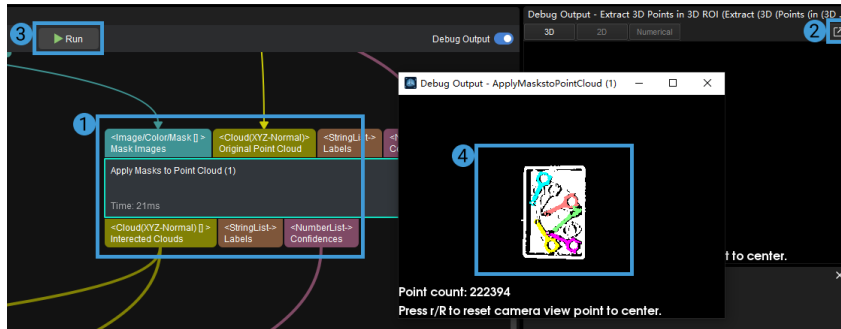 Debug Output - Extract 3D Points in 3D ROI (Extract (3D (Points (in (3D
3
Run
Debug Output
3D
2D
Numerical
2
Debug Output - ApplyMaskstoPointCloud (1)
1
<Image/Color/Mask [] >
Mask Images
<Cloud(XYZ-Normal)>
Original Point Cloud
<StringList->
Labels
Apply Masks to Point Cloud (1)
Time: 21ms
<Cloud(XYZ-Normal) [] >
Interected Clouds
<StringList->
Labels
<NumberList->
Confidences
4
t to center.
Point count: 222394
Press r/R to reset camera view point to center.